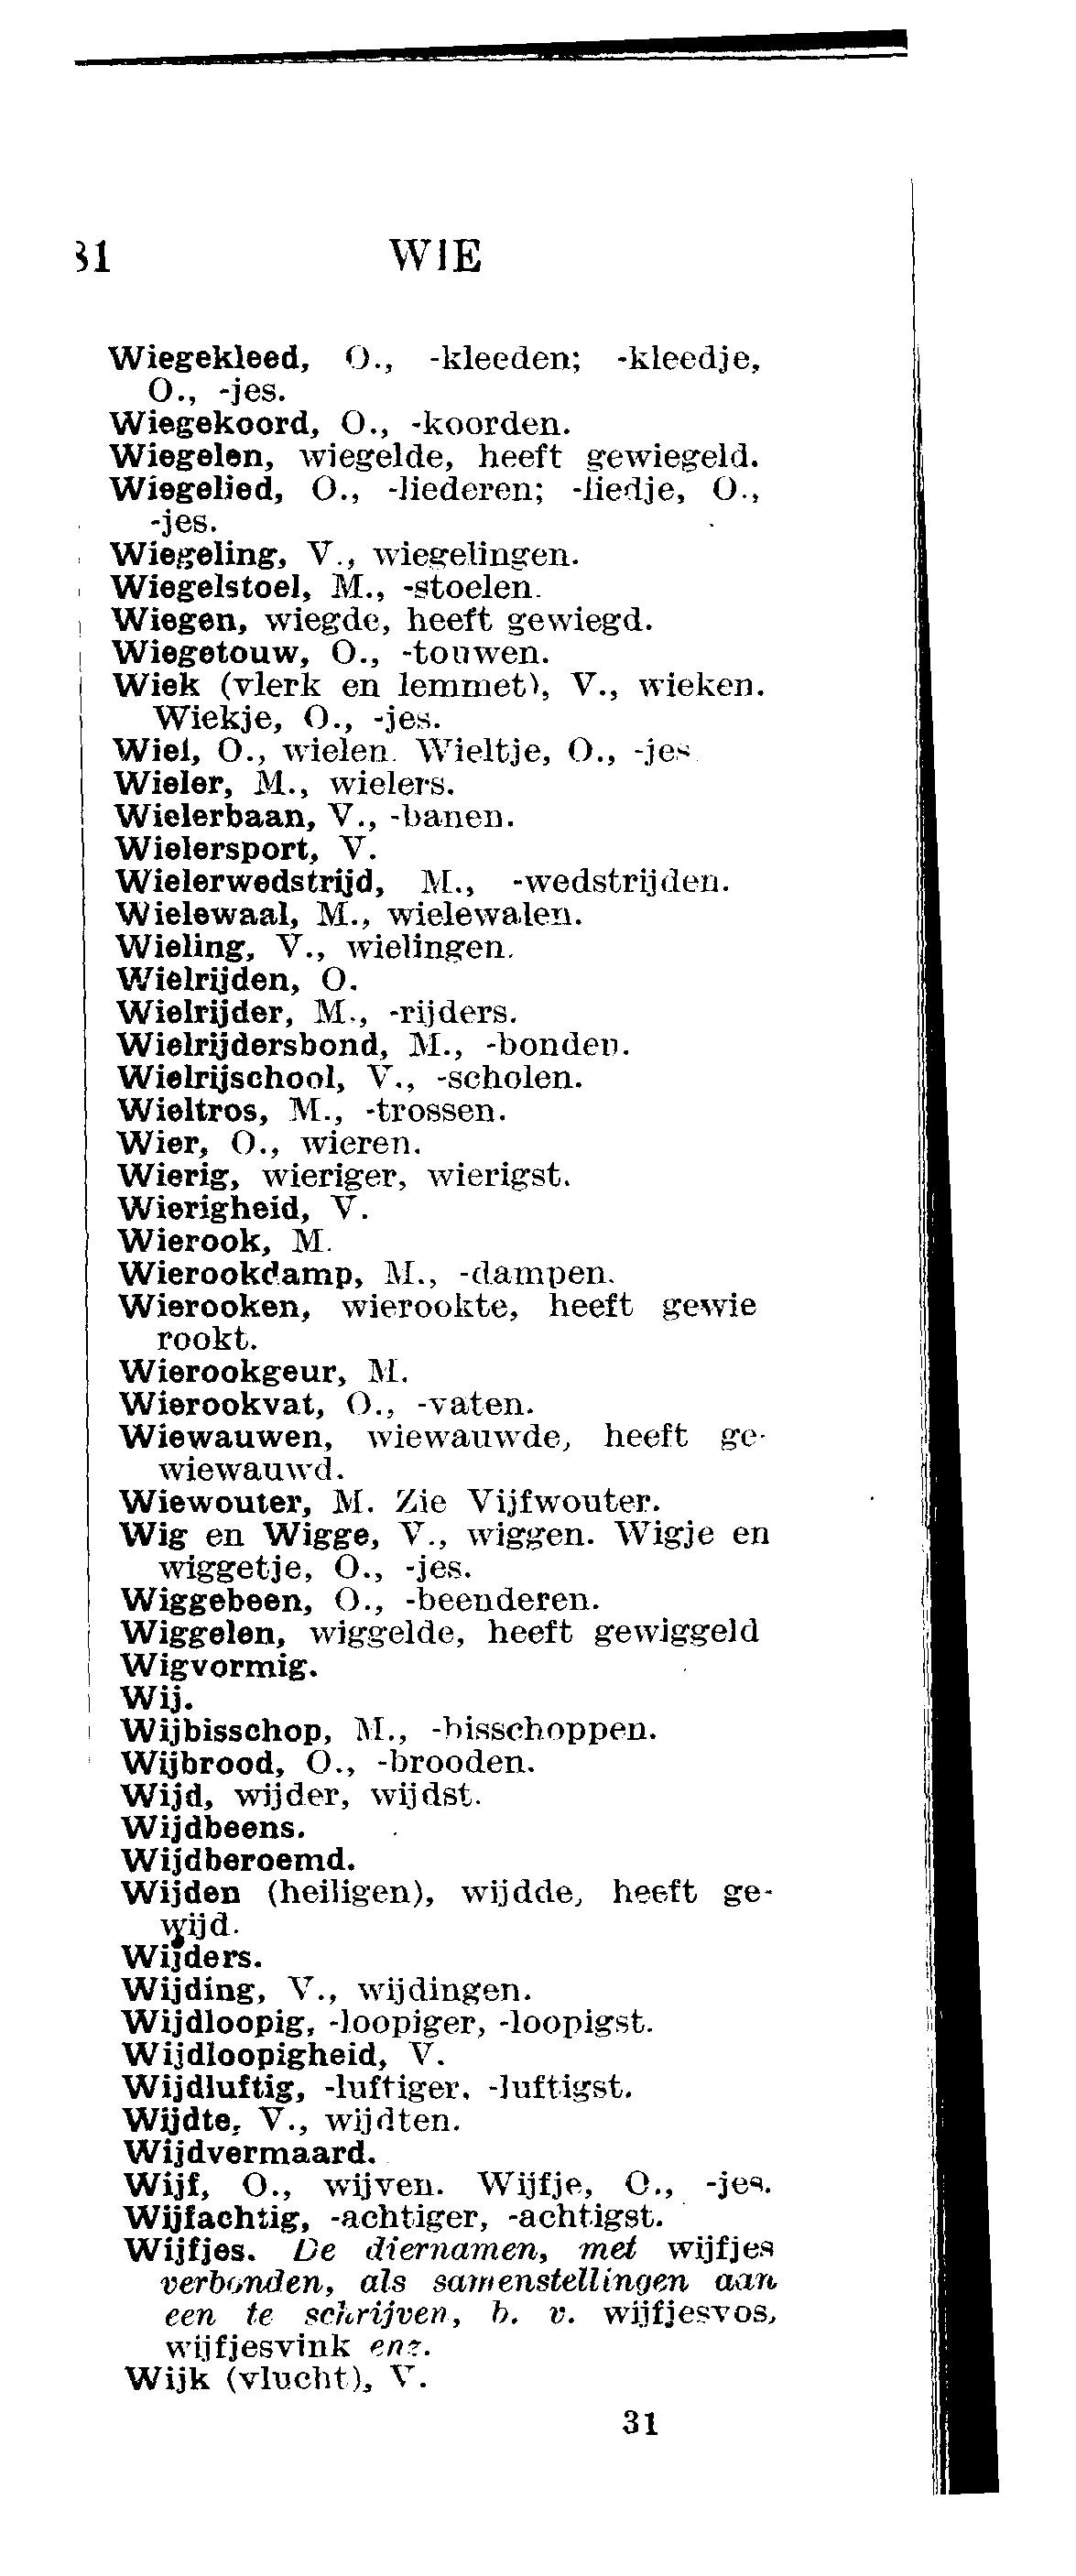 31 WIE
Wiegekleed, O., -kleeden; -kleedje,
O., -jes.
Wiegekoord, O., -koorden.
Wiegelen, wiegelde, heeft gewiegeld.
Wiegelied, O., -liederen; -liedje, O.,
-jes.
Wiegeling, V., wiegelingen.
Wiegelstoel, M., -stoelen.
Wiegen, wiegde, heeft gewiegd.
Wiegetouw, O., -touwen.
Wiek (vlerk en lemmet), V., wieken.
Wiekje, O., -jes.
Wiel, O., wielen. Wieltje, O., -jes
Wieler, M., wielers.
Wielerbaan, V., -banen.
Wielersport, V.
Wielerwedstrijd, M., -wedstrijden.
Wielewaal, M., wielewalen.
Wieling, V., wielingen.
Wielrijden, O.
Wielrijder, M., -rijders.
Wielrijdersbond, M., -bonden.
Wielrijschool, V., -scholen.
Wieltros, M., -trossen.
Wier, O., wieren.
Wierig, wieriger, wierigst.
Wierigheid, V.
Wierook, M.
Wierookdamp, M., -dampen.
Wierooken, wierookte, heeft gewie
rookt.
Wierookgeur, M.
Wierookvat, O., -vaten.
Wiewauwen, wiewauwde, heeft ge-
wiewauwd.
Wiewouter, M. Zie Vijfwouter.
Wig en Wigge, V., wiggen. Wigje en
wiggetje, O., -jes.
Wiggebeen, O., -beenderen.
Wiggelen, wiggelde, heeft gewiggeld
Wigvormig.
Wij.
Wijbisschop, M., -bisschoppen.
Wijbrood, O., -brooden.
Wijd, wijder, wijdst.
Wijdbeens.
Wijdberoemd.
Wijden (heiligen), wijdde, heeft ge-
wijd.
Wijders.
Wijding, V., wijdingen.
Wijdloopig, -loopiger, -loopigst.
Wijdloopigheid, V.
Wijdluftig, -luftiger, -luftigst.
Wijdte, V., wijdten.
Wijdvermaard.
Wijf, O., wijven. Wijfje, O., -jes.
Wijfachtig, -achtiger, -achtigst.
Wijfjes. De diernamen, met wijfjes
verbonden, als samenstellingen aan
een te schrijven, b. v. wijfjesvos,
wijfjesvink enz.
Wijk (vlucht), V.
31